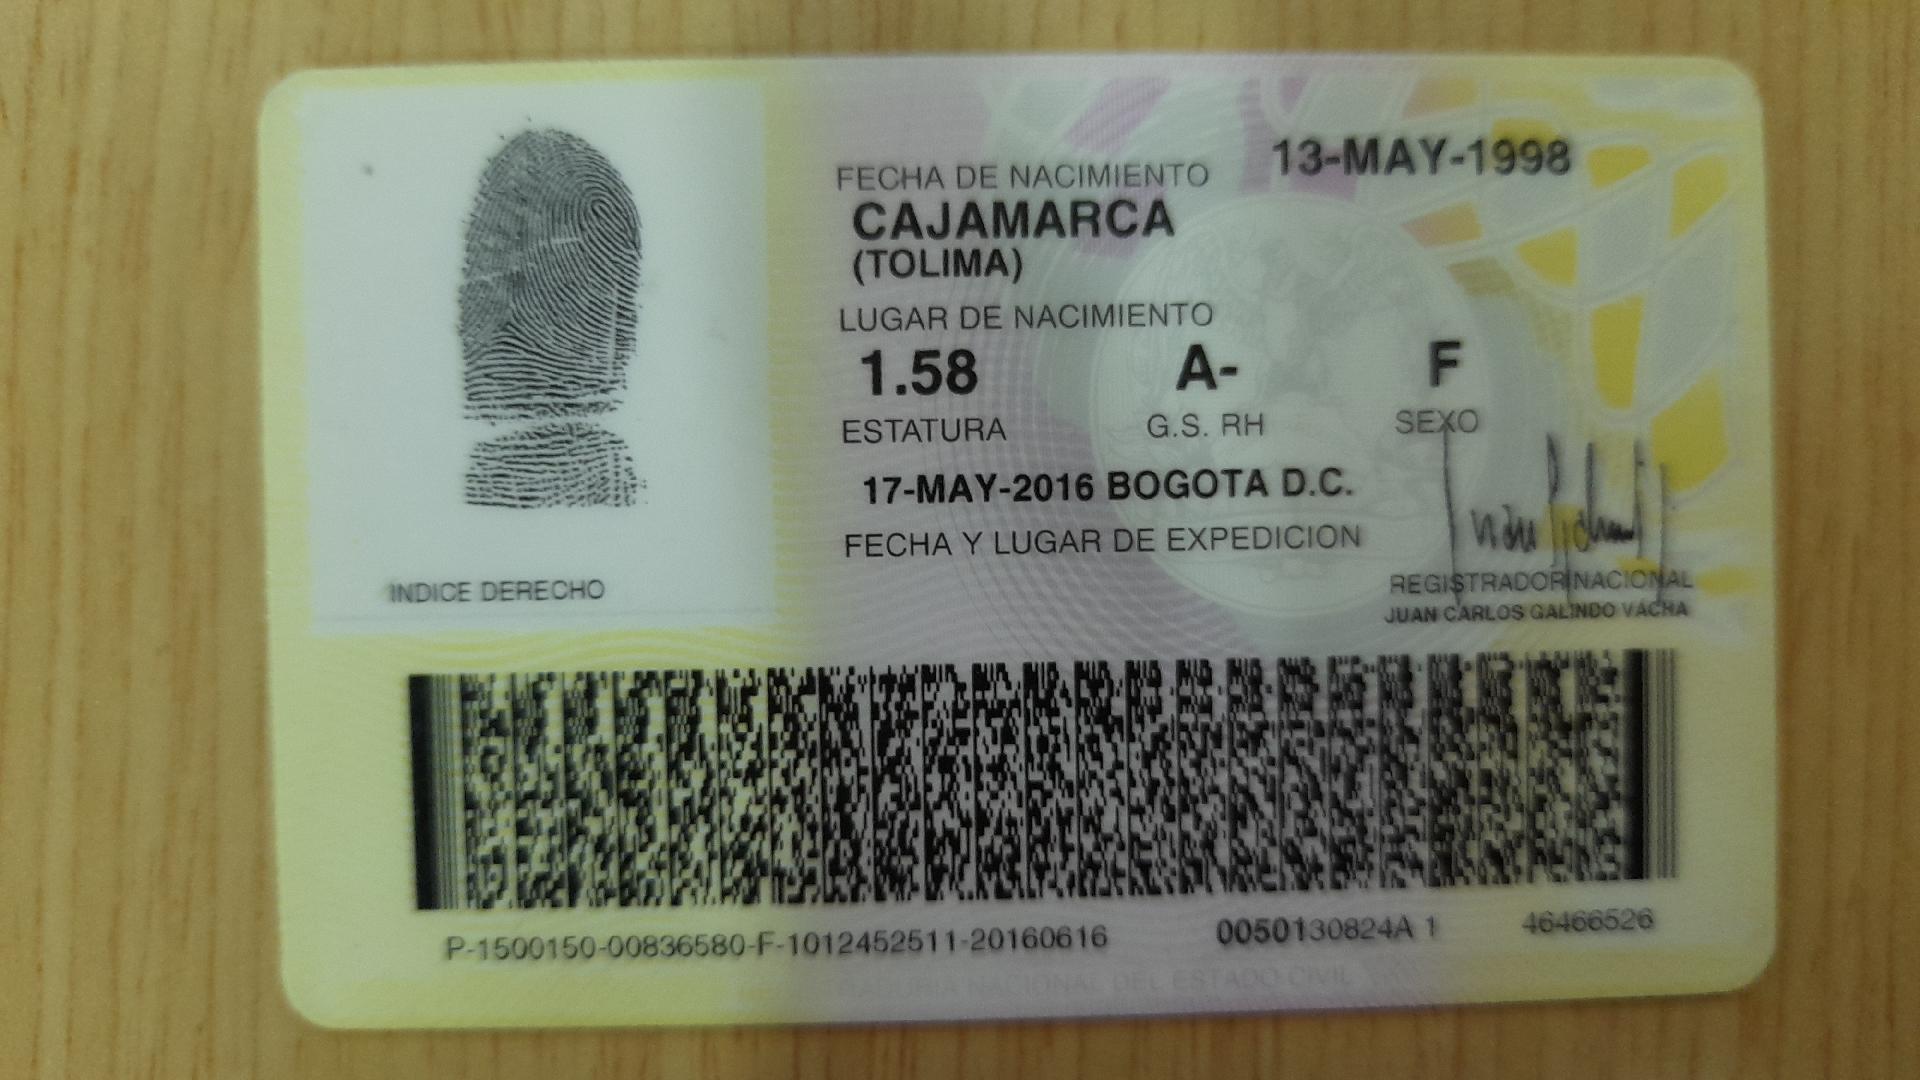 13-MAY-1998
FECHA DE NACIMIENTO
CAJAMARCA
(TOLIMA)
LUGAR DE NACIMIENTO
1.58 A- F
ESTATURA G.S. RH SEXO
17-MAY-2016 BOGOTA D.C.
FECHA Y LUGAR DE EXPEDICION
INDICE DERECHO
REGISTRADOR NACIONAL
JUAN CARLOS GALINDO VACHA
P-1500150-00836580-F-1012452511-20160616 0050130824A 1 46466526
NACIONAL DEL ESTADO CIVIL